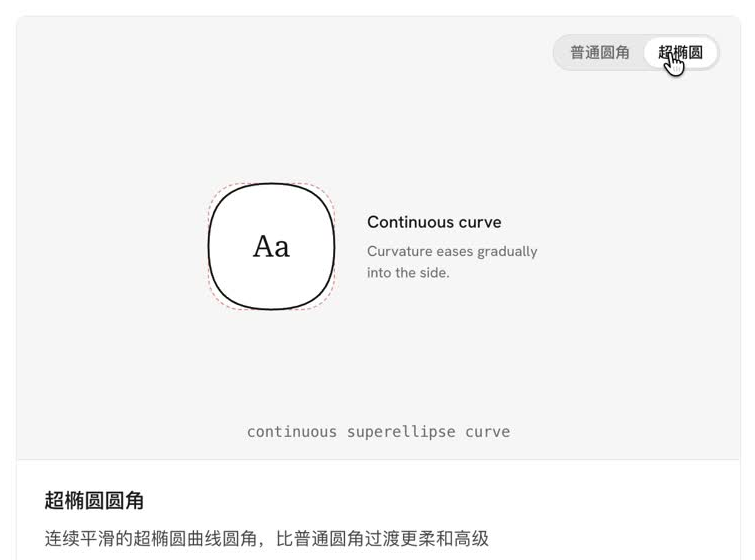 普通圆角
超椭圆
Aa
Continuous curve
Curvature eases gradually
into the side.
continuous superellipse curve
超椭圆圆角
连续平滑的超椭圆曲线圆角，比普通圆角过渡更柔和高级